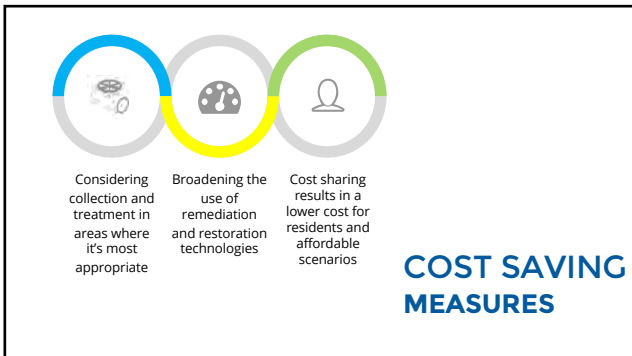 Considering
collection and
treatment in
areas where
it's most
appropriate
Broadening the
use of
remediation
and restoration
technologies
Cost sharing
results in a
lower cost for
residents and
affordable
scenarios
COST SAVING
MEASURES